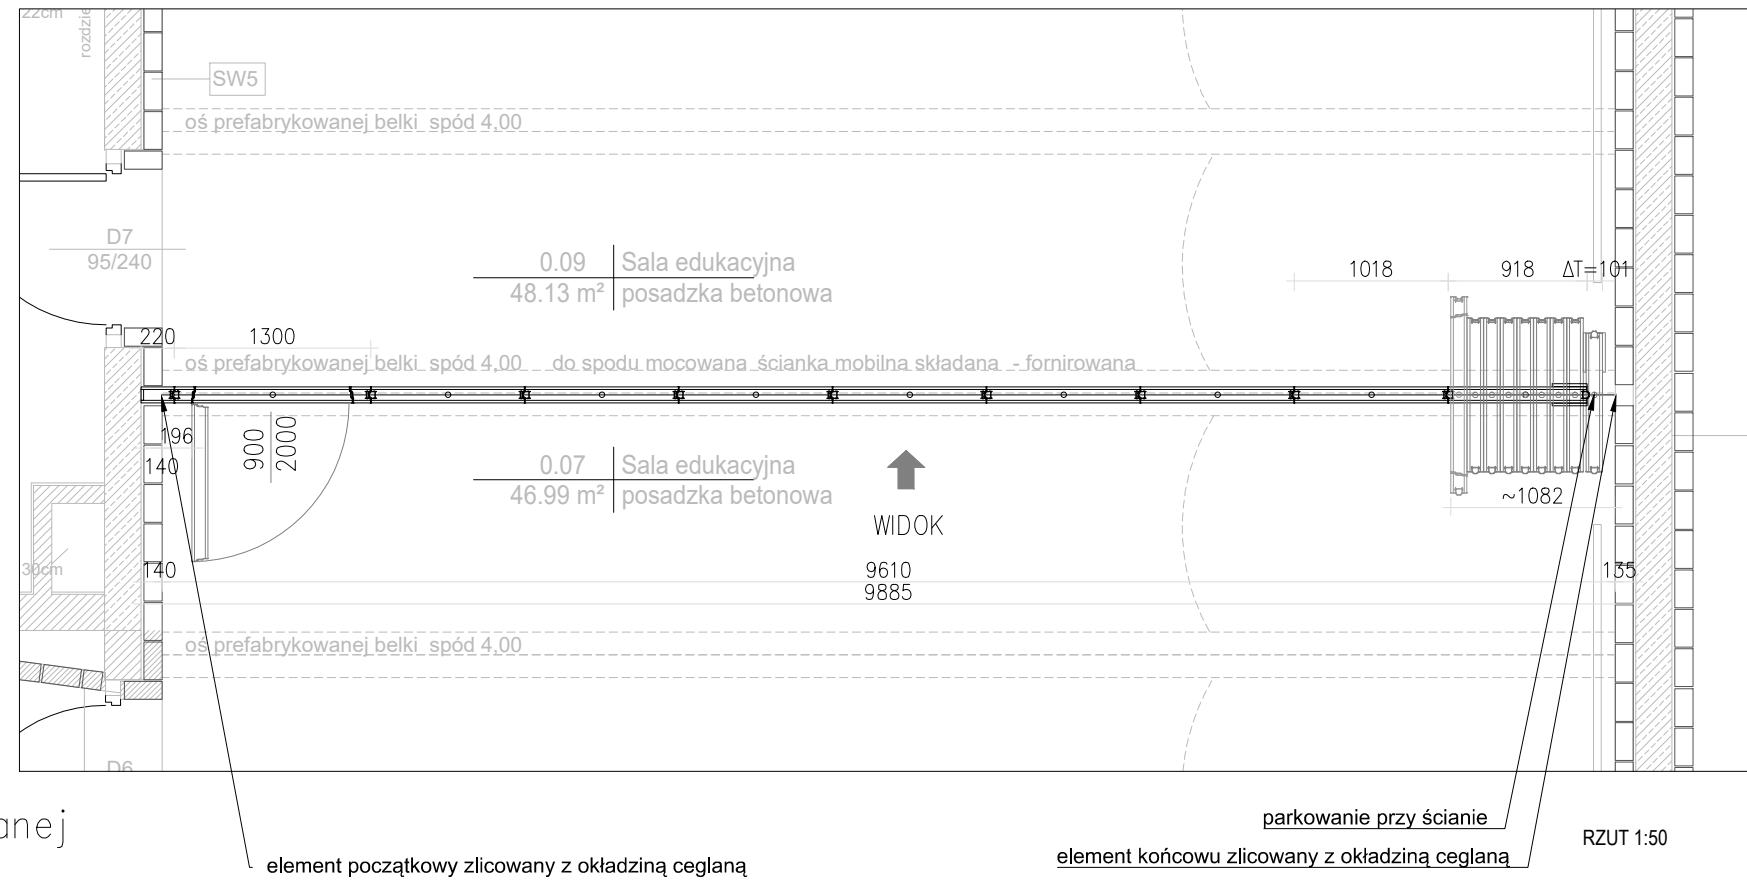 22cm
rozdzie
SW5
oś prefabrykowanej belki spód 4,00
D7
95/240
0.09 Sala edukacyjna
48.13 m² posadzka betonowa
1018 918 ΔT=101
220 1300
oś prefabrykowanej belki spód 4,00 do spodu mocowana ścianka mobilna składana - fornirowana
196
140
900
2000
0.07 Sala edukacyjna
46.99 m² posadzka betonowa
~1082
WIDOK
30cm
140 9610 135
9885
oś prefabrykowanej belki spód 4,00
D6
anej
parkowanie przy ścianie
RZUT 1:50
element końcowu zlicowany z okładziną ceglaną
element początkowy zlicowany z okładziną ceglaną